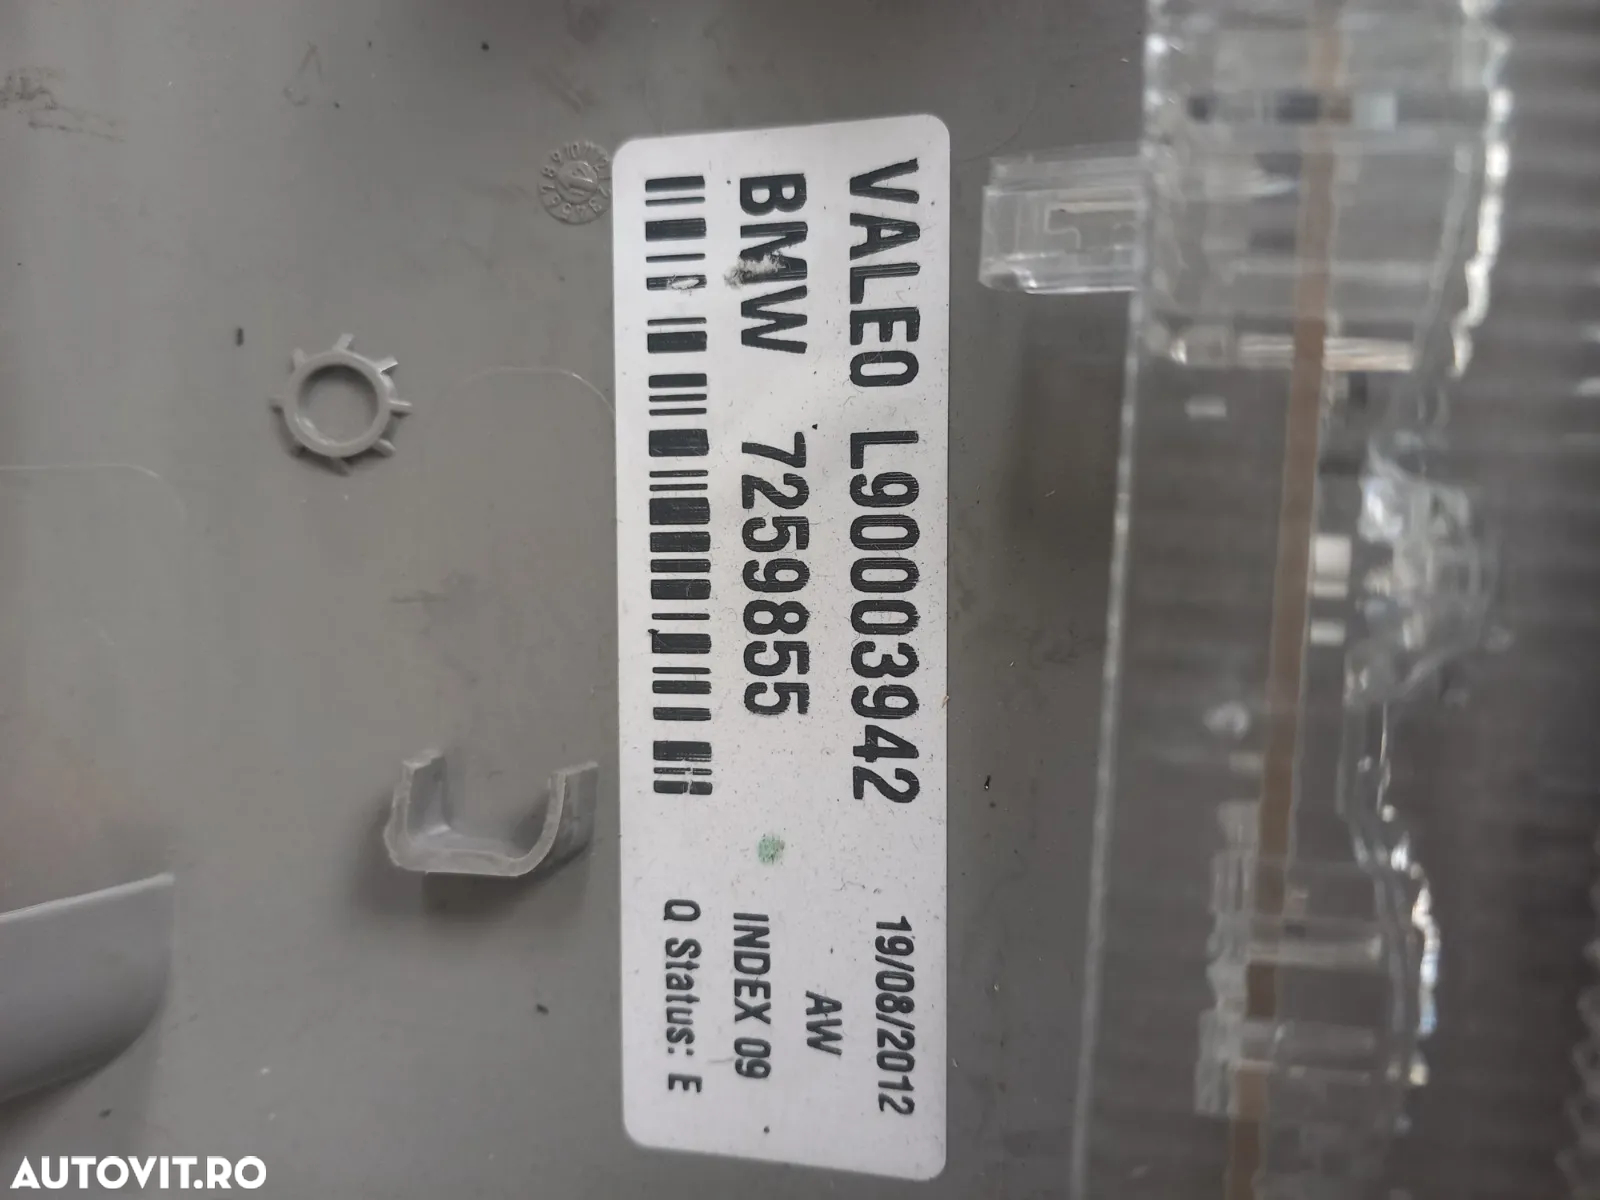 VALEO L90003942 19/08/2012
AW
BMW 7259855 INDEX 09
Q Status: E
AUTOVIT.RO